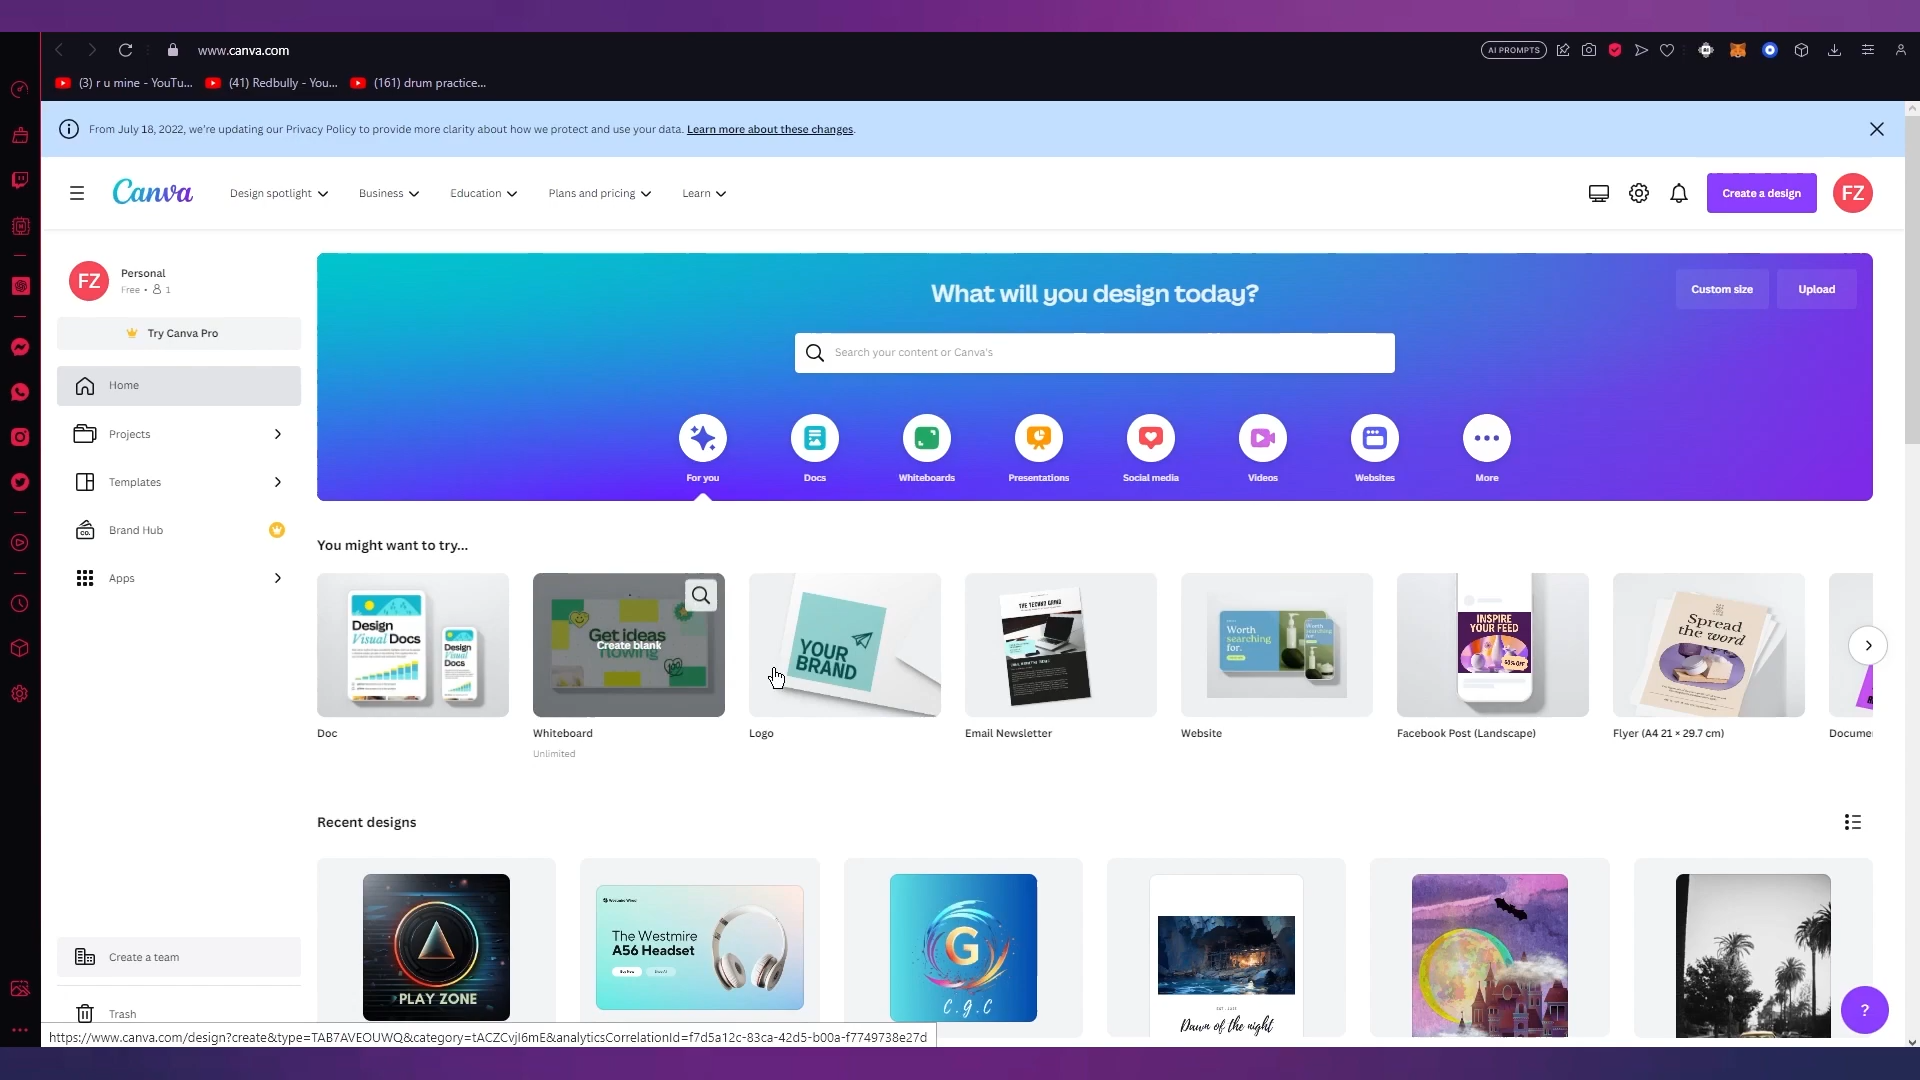 www.canva.com
AI PROMPTS
(3) r u mine - YouTu...
(41) Redbully - You...
(161) drum practice...
From July 18, 2022, we're updating our Privacy Policy to provide more clarity about how we protect and use your data. Learn more about these changes.
Canva
Design spotlight
Business
Education
Plans and pricing
Learn
Create a design
FZ
FZ
Personal
Free • 1
Try Canva Pro
Home
Projects
Templates
Brand Hub
CO.
Apps
Create a team
Trash
What will you design today?
Custom size
Upload
Search your content or Canva's
For you
Docs
Whiteboards
Presentations
Social media
Videos
Websites
More
You might want to try...
Design
Visual Docs
Design
Visual
Docs
Get ideas
flowing
Create blank
YOUR
BRAND
Worth
searching
for.
INSPIRE
YOUR FEED
50% OFF
Spread
the word
Doc
Whiteboard
Unlimited
Logo
Email Newsletter
Website
Facebook Post (Landscape)
Flyer (A4 21 × 29.7 cm)
Documen
Recent designs
PLAY ZONE
The Westmire
A56 Headset
G
C.g.C
Dawn of the night
?
https://www.canva.com/design?create&type=TAB7AVEOUWQ&category=tACZCvjI6mE&analyticsCorrelationId=f7d5a12c-83ca-42d5-b00a-f7749738e27d